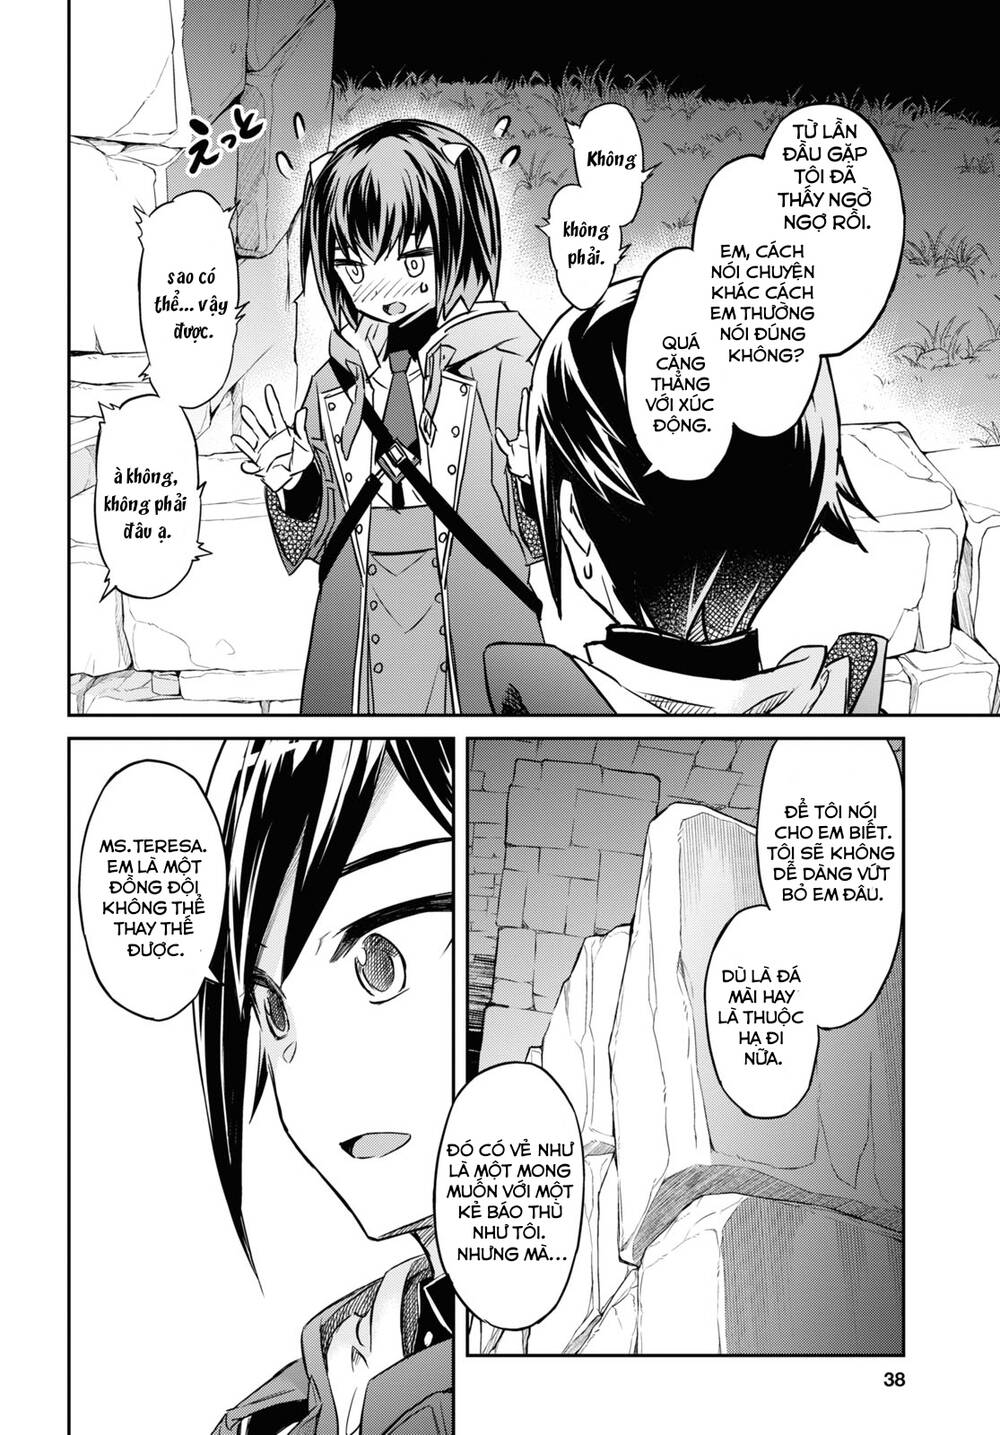 TỪ LẦN
ĐẦU GẶP
TÔI ĐÃ
THẤY NGỜ
NGỢ RỒI.
EM, CÁCH
NÓI CHUYỆN
KHÁC CÁCH
EM THƯỜNG
NÓI ĐÚNG
KHÔNG?
QUÁ
CĂNG
THẲNG
VỚI XÚC
ĐỘNG.
Không
không
phải.
えっと
sao có
thể... vậy
được.
à không,
không phải
đâu ạ.
ĐỂ TÔI NÓI
CHO EM BIẾT.
TÔI SẼ KHÔNG
DỄ DÀNG VỨT
BỎ EM ĐÂU.
DÙ LÀ ĐÁ
MÀI HAY
LÀ THUỘC
HẠ ĐI
NỮA.
ĐÓ CÓ VẺ NHƯ
LÀ MỘT MONG
MUỐN VỚI MỘT
KẺ BÁO THÙ
NHƯ TÔI.
NHƯNG MÀ...
MS.TERESA.
EM LÀ MỘT
ĐỒNG ĐỘI
KHÔNG THỂ
THAY THẾ
ĐƯỢC.
38